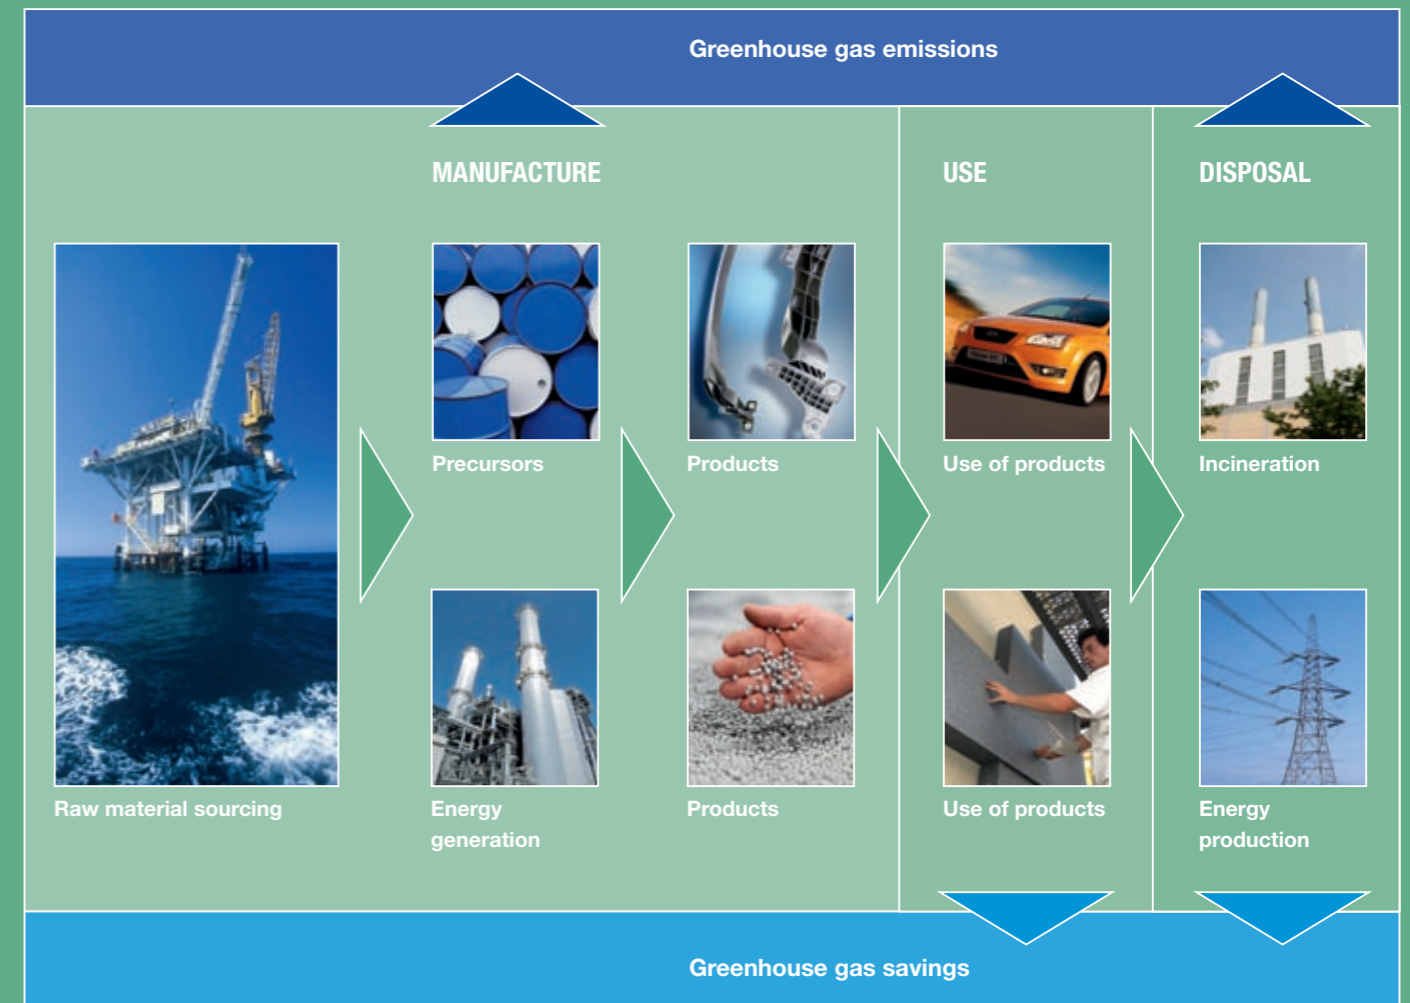 Greenhouse gas emissions
MANUFACTURE
USE
DISPOSAL
Precursors
Products
Use of products
Incineration
Raw material sourcing
Energy
generation
Products
Use of products
Energy
production
Greenhouse gas savings